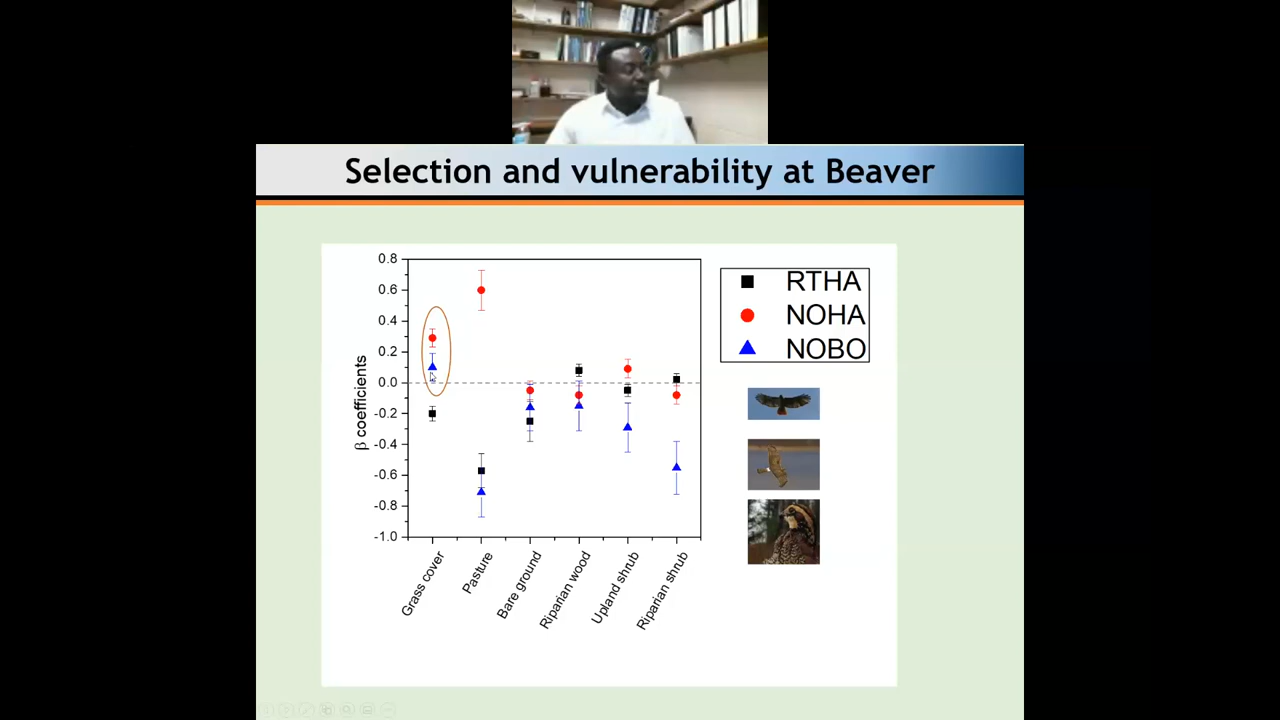 Selection and vulnerability at Beaver
0.8
0.6
0.4
0.2
0.0
-0.2
-0.4
-0.6
-0.8
-1.0
β coefficients
Grass cover
Pasture
Bare ground
Riparian wood
Upland shrub
Riparian shrub
RTHA
NOHA
NOBO